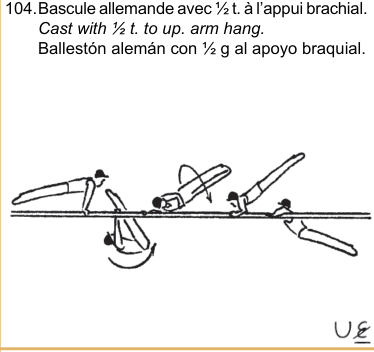 104. Bascule allemande avec ½ t. à l'appui brachial.
Cast with ½ t. to up. arm hang.
Ballestón alemán con ½ g al apoyo braquial.